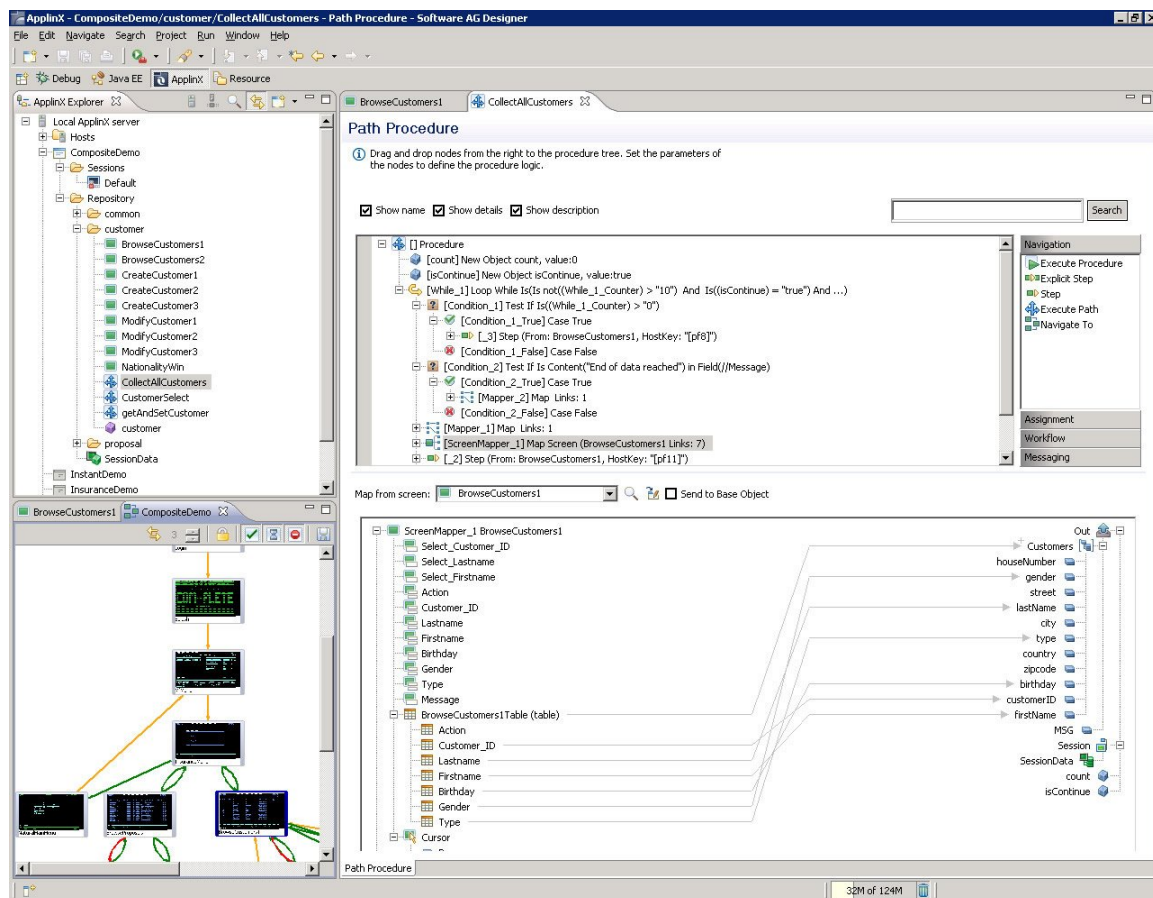 ApplinX - CompositeDemo/customer/CollectAllCustomers - Path Procedure - Software AG Designer
File Edit Navigate Search Project Run Window Help
Debug Java EE ApplinX Resource
ApplinX Explorer
Local ApplinX server
Hosts
CompositeDemo
Sessions
Default
Repository
common
customer
BrowseCustomers1
BrowseCustomers2
CreateCustomer1
CreateCustomer2
CreateCustomer3
ModifyCustomer1
ModifyCustomer2
ModifyCustomer3
NationalityWin
CollectAllCustomers
CustomerSelect
getAndSetCustomer
customer
proposal
SessionData
InstantDemo
InsuranceDemo
BrowseCustomers1 CompositeDemo
3
COM-PLETE
BrowseCustomers1 CollectAllCustomers
Path Procedure
Drag and drop nodes from the right to the procedure tree. Set the parameters of
the nodes to define the procedure logic.
Show name Show details Show description
Search
[] Procedure
[count] New Object count, value:0
[isContinue] New Object isContinue, value:true
[While_1] Loop While Is(Is not((While_1_Counter) > "10") And Is((isContinue) = "true") And ...)
[Condition_1] Test If Is((While_1_Counter) > "0")
[Condition_1_True] Case True
[_3] Step (From: BrowseCustomers1, HostKey: "[pf8]")
[Condition_1_False] Case False
[Condition_2] Test If Is Content("End of data reached") in Field(//Message)
[Condition_2_True] Case True
[Mapper_2] Map Links: 1
[Condition_2_False] Case False
[Mapper_1] Map Links: 1
[ScreenMapper_1] Map Screen (BrowseCustomers1 Links: 7)
[_2] Step (From: BrowseCustomers1, HostKey: "[pf11]")
Navigation
Execute Procedure
Explicit Step
Step
Execute Path
Navigate To
Assignment
Workflow
Messaging
Map from screen: BrowseCustomers1 Send to Base Object
ScreenMapper_1 BrowseCustomers1
Select_Customer_ID
Select_Lastname
Select_Firstname
Action
Customer_ID
Lastname
Firstname
Birthday
Gender
Type
Message
BrowseCustomers1Table (table)
Action
Customer_ID
Lastname
Firstname
Birthday
Gender
Type
Cursor
Out
Customers
houseNumber
gender
street
lastName
city
type
country
zipcode
birthday
customerID
firstName
MSG
Session
SessionData
count
isContinue
Path Procedure
32M of 124M